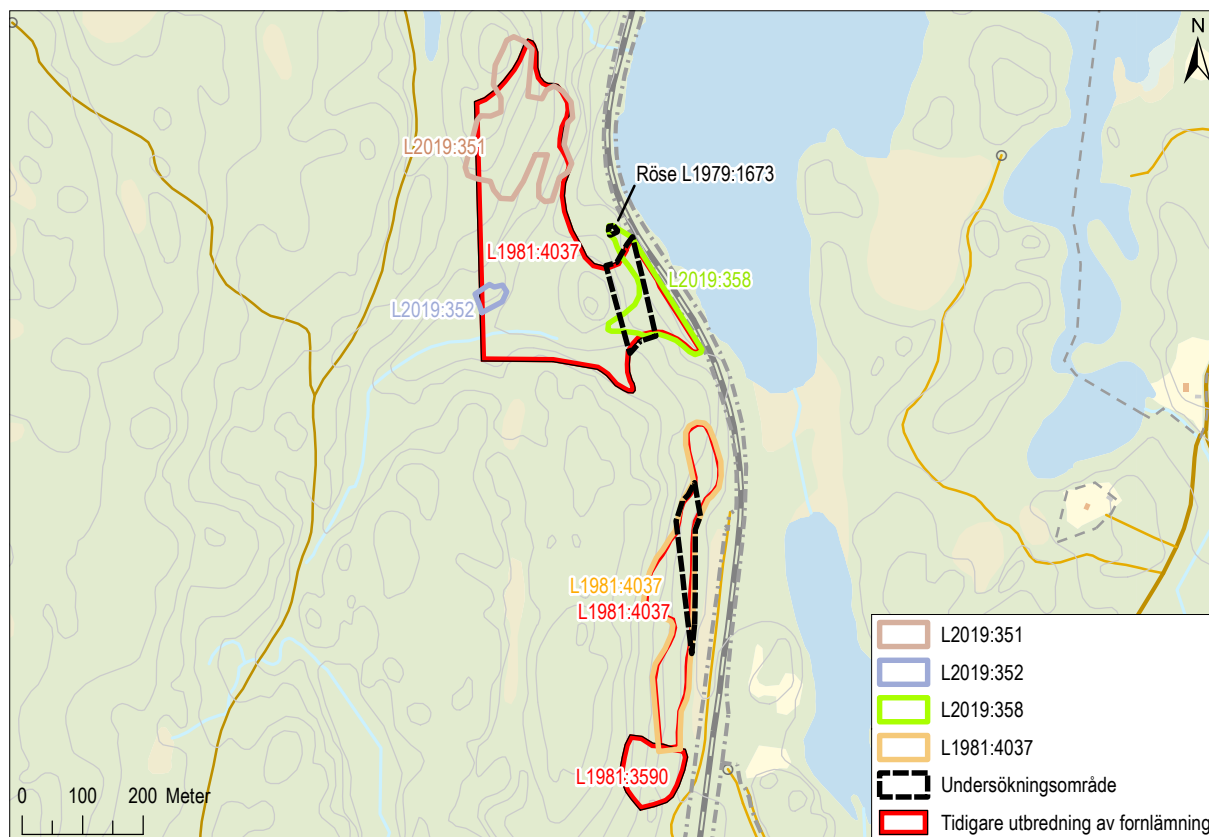 N
L2019:351
Röse L1979:1673
L1981:4037
L2019:358
L2019:352
L1981:4037
L1981:4037
L1981:3590
0 100 200 Meter
L2019:351
L2019:352
L2019:358
L1981:4037
Undersökningsområde
Tidigare utbredning av fornlämning